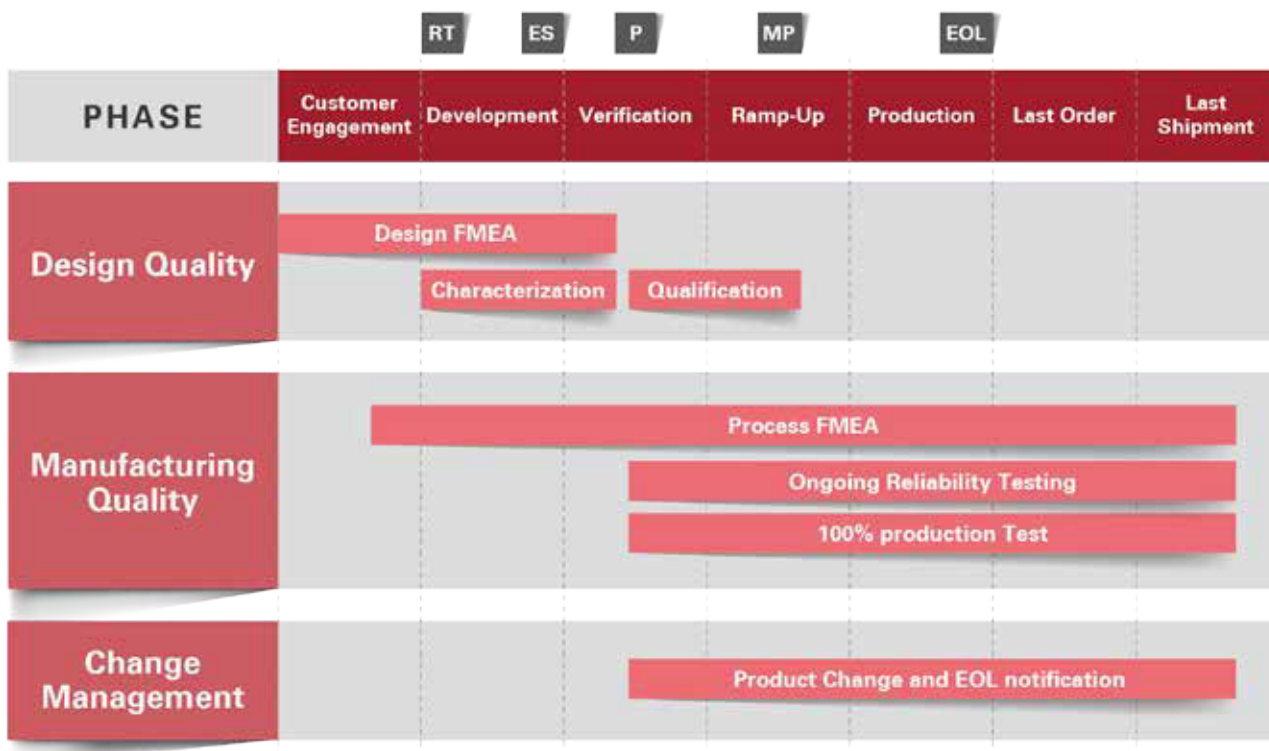 RT ES P MP EOL
PHASE
Customer
Engagement
Development
Verification
Ramp-Up
Production
Last Order
Last
Shipment
Design Quality
Design FMEA
Characterization
Qualification
Manufacturing
Quality
Process FMEA
Ongoing Reliability Testing
100% production Test
Change
Management
Product Change and EOL notification